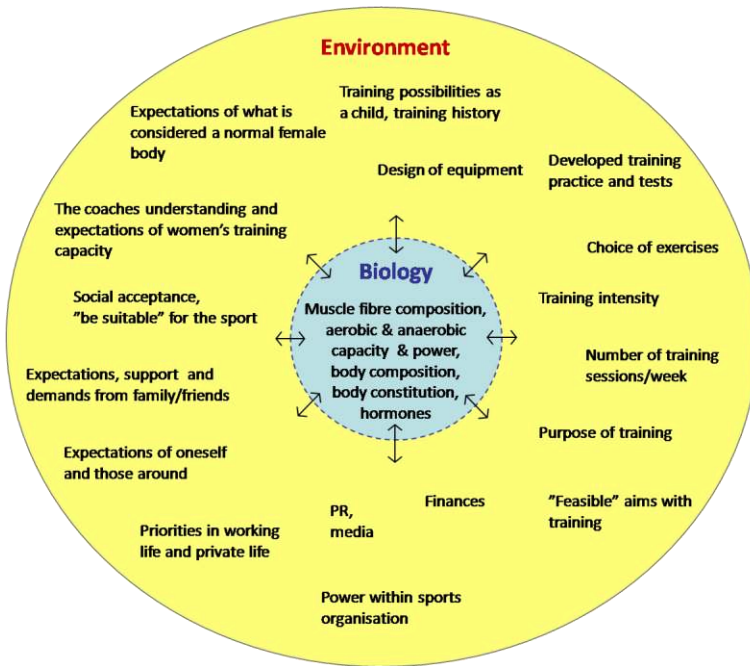 Environment
Training possibilities as
a child, training history
Expectations of what is
considered a normal female
body
Design of equipment
Developed training
practice and tests
The coaches understanding and
expectations of women's training
capacity
Choice of exercises
Biology
Muscle fibre composition,
aerobic & anaerobic
capacity & power,
body composition,
body constitution,
hormones
Social acceptance,
"be suitable" for the sport
Training intensity
Expectations, support and
demands from family/friends
Number of training
sessions/week
Purpose of training
Expectations of oneself
and those around
Finances
"Feasible" aims with
training
PR,
media
Priorities in working
life and private life
Power within sports
organisation